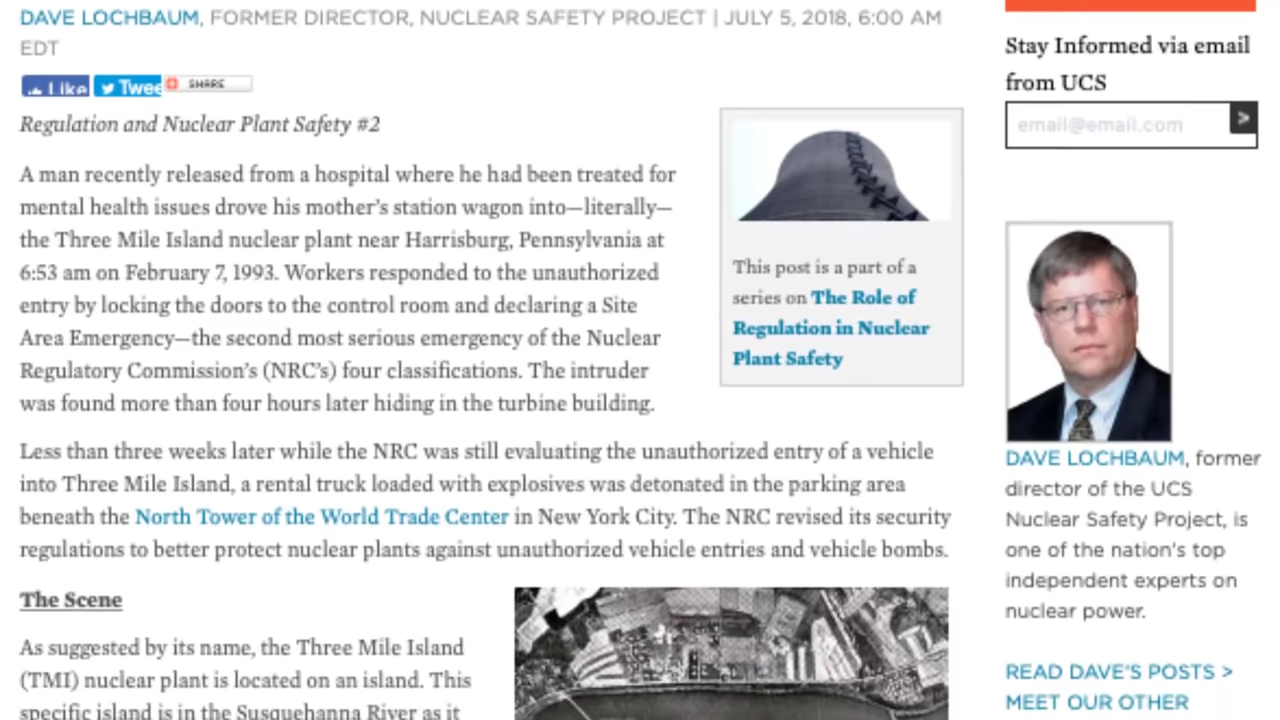 DAVE LOCHBAUM, FORMER DIRECTOR, NUCLEAR SAFETY PROJECT | JULY 5, 2018, 6:00 AM
EDT
Like
Twee
SHARE
Regulation and Nuclear Plant Safety #2
A man recently released from a hospital where he had been treated for
mental health issues drove his mother's station wagon into—literally—
the Three Mile Island nuclear plant near Harrisburg, Pennsylvania at
6:53 am on February 7, 1993. Workers responded to the unauthorized
entry by locking the doors to the control room and declaring a Site
Area Emergency—the second most serious emergency of the Nuclear
Regulatory Commission's (NRC's) four classifications. The intruder
was found more than four hours later hiding in the turbine building.
This post is a part of a
series on The Role of
Regulation in Nuclear
Plant Safety
Less than three weeks later while the NRC was still evaluating the unauthorized entry of a vehicle
into Three Mile Island, a rental truck loaded with explosives was detonated in the parking area
beneath the North Tower of the World Trade Center in New York City. The NRC revised its security
regulations to better protect nuclear plants against unauthorized vehicle entries and vehicle bombs.
The Scene
As suggested by its name, the Three Mile Island
(TMI) nuclear plant is located on an island. This
specific island is in the Susquehanna River as it
Stay Informed via email
from UCS
email@email.com
>
DAVE LOCHBAUM, former
director of the UCS
Nuclear Safety Project, is
one of the nation's top
independent experts on
nuclear power.
READ DAVE'S POSTS >
MEET OUR OTHER